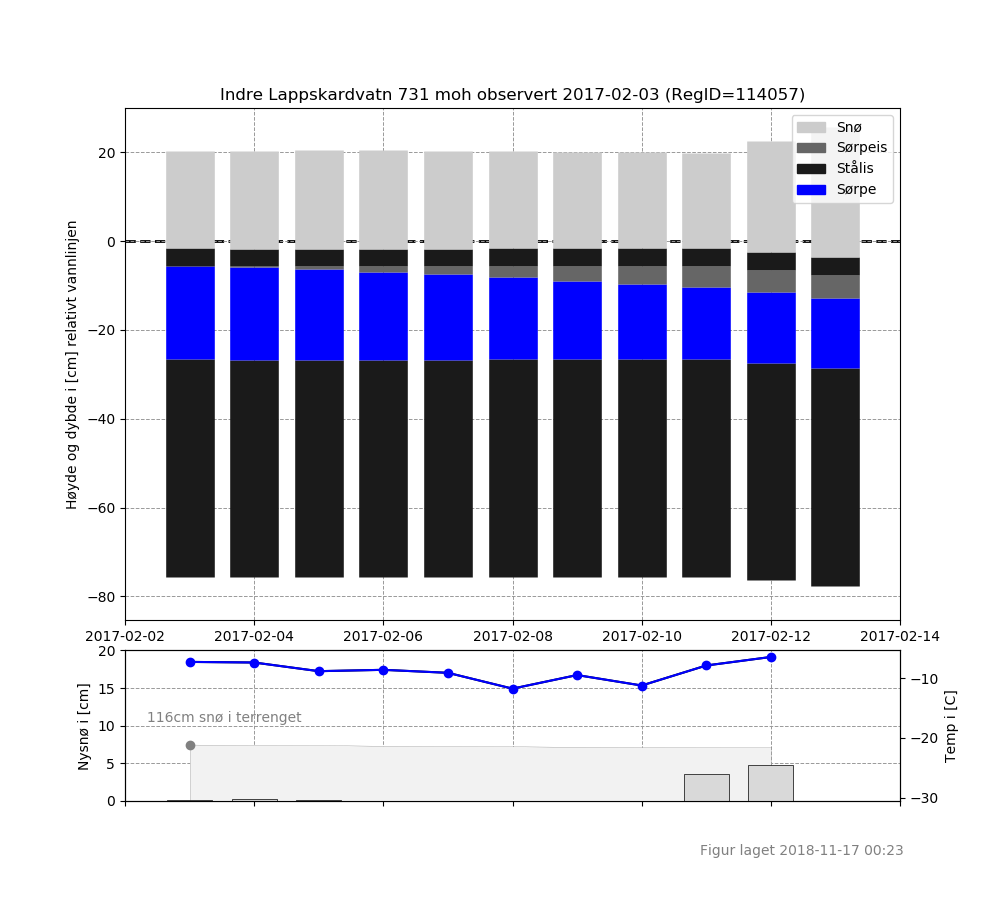 Indre Lappskardvatn 731 moh observert 2017-02-03 (RegID=114057)
Snø
Sørpeis
Stålis
Sørpe
Høyde og dybde i [cm] relativt vannlinjen
20
0
−20
−40
−60
−80
2017-02-02 2017-02-04 2017-02-06 2017-02-08 2017-02-10 2017-02-12 2017-02-14
Nysnø i [cm]
20
15
10
5
0
116cm snø i terrenget
−10
−20
−30
Temp i [C]
Figur laget 2018-11-17 00:23